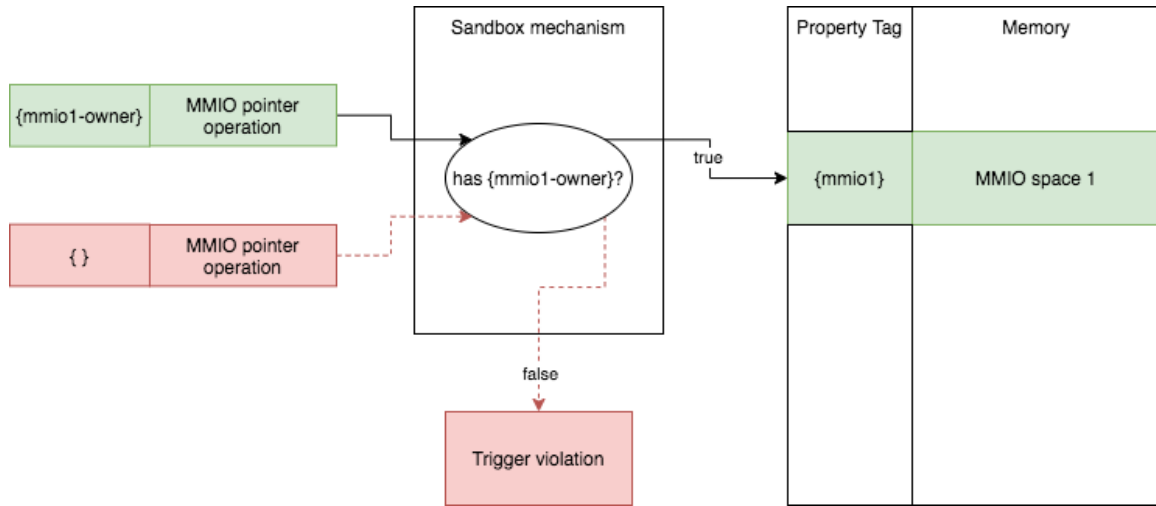 Sandbox mechanism
Property Tag
Memory
{mmio1-owner}
MMIO pointer
operation
has {mmio1-owner}?
true
{mmio1}
MMIO space 1
{ }
MMIO pointer
operation
false
Trigger violation